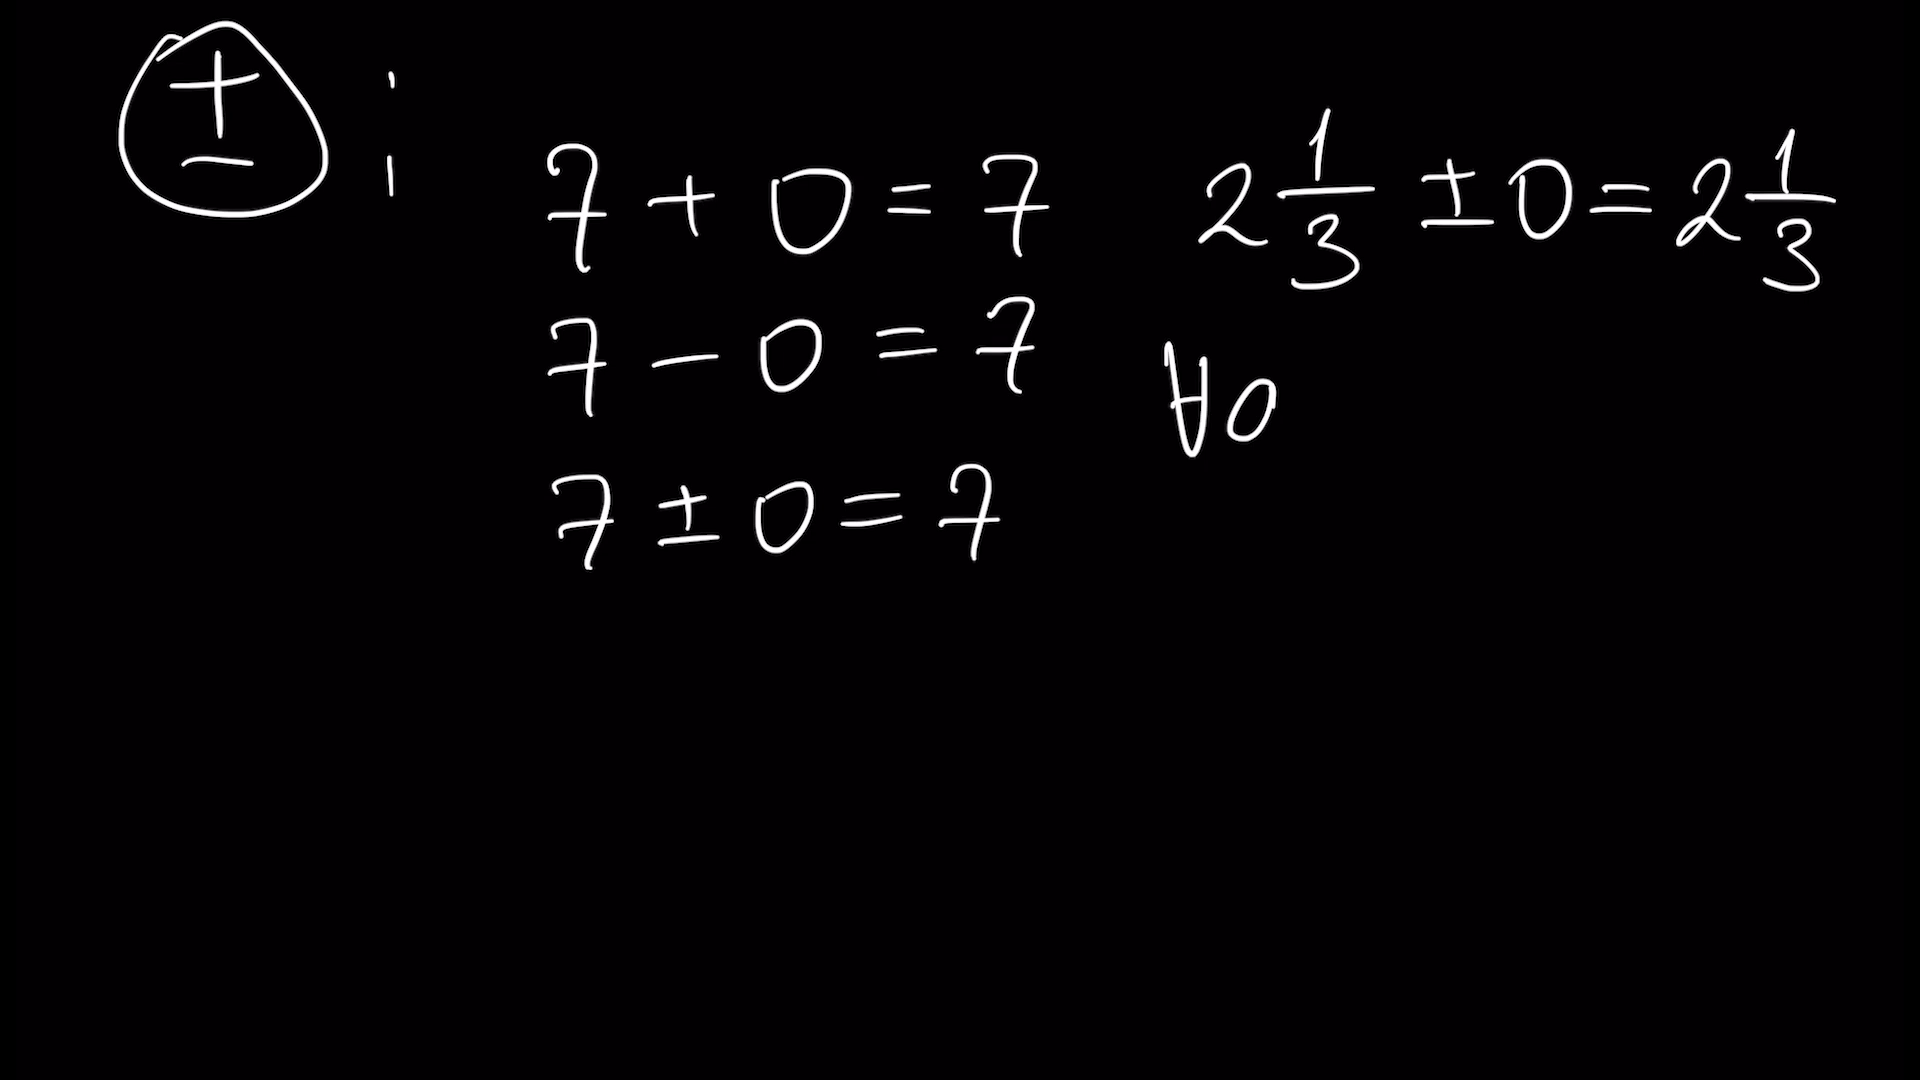 ± :
7 + 0 = 7
7 − 0 = 7
7 ± 0 = 7
2 1/3 ± 0 = 2 1/3
∀0